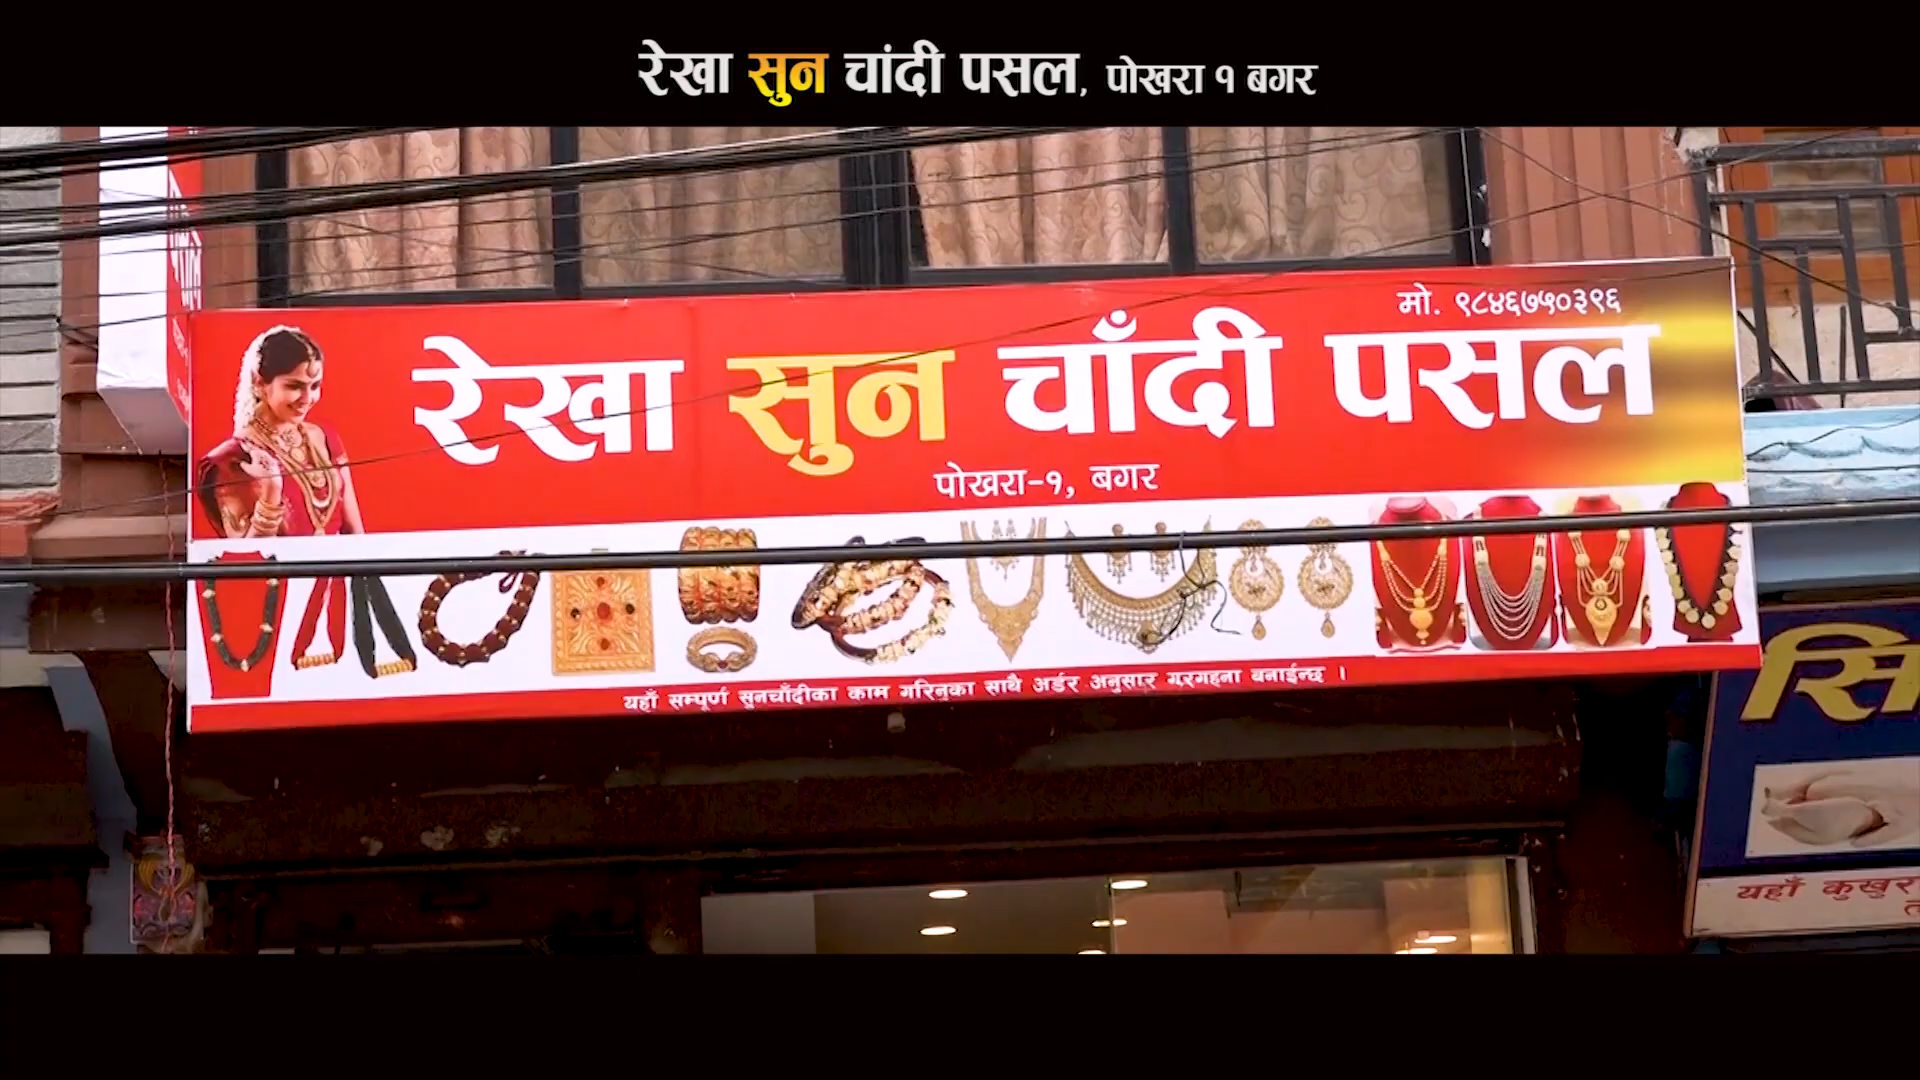 रेखा सुन चांदी पसल, पोखरा १ बगर
मो. ९८४६७५०३९६
रेखा सुन चाँदी पसल
पोखरा-१, बगर
यहाँ सम्पूर्ण सुनचाँदीका काम गरिनुका साथै अर्डर अनुसार गरगहना बनाईन्छ ।
सि
यहाँ कुखुरा